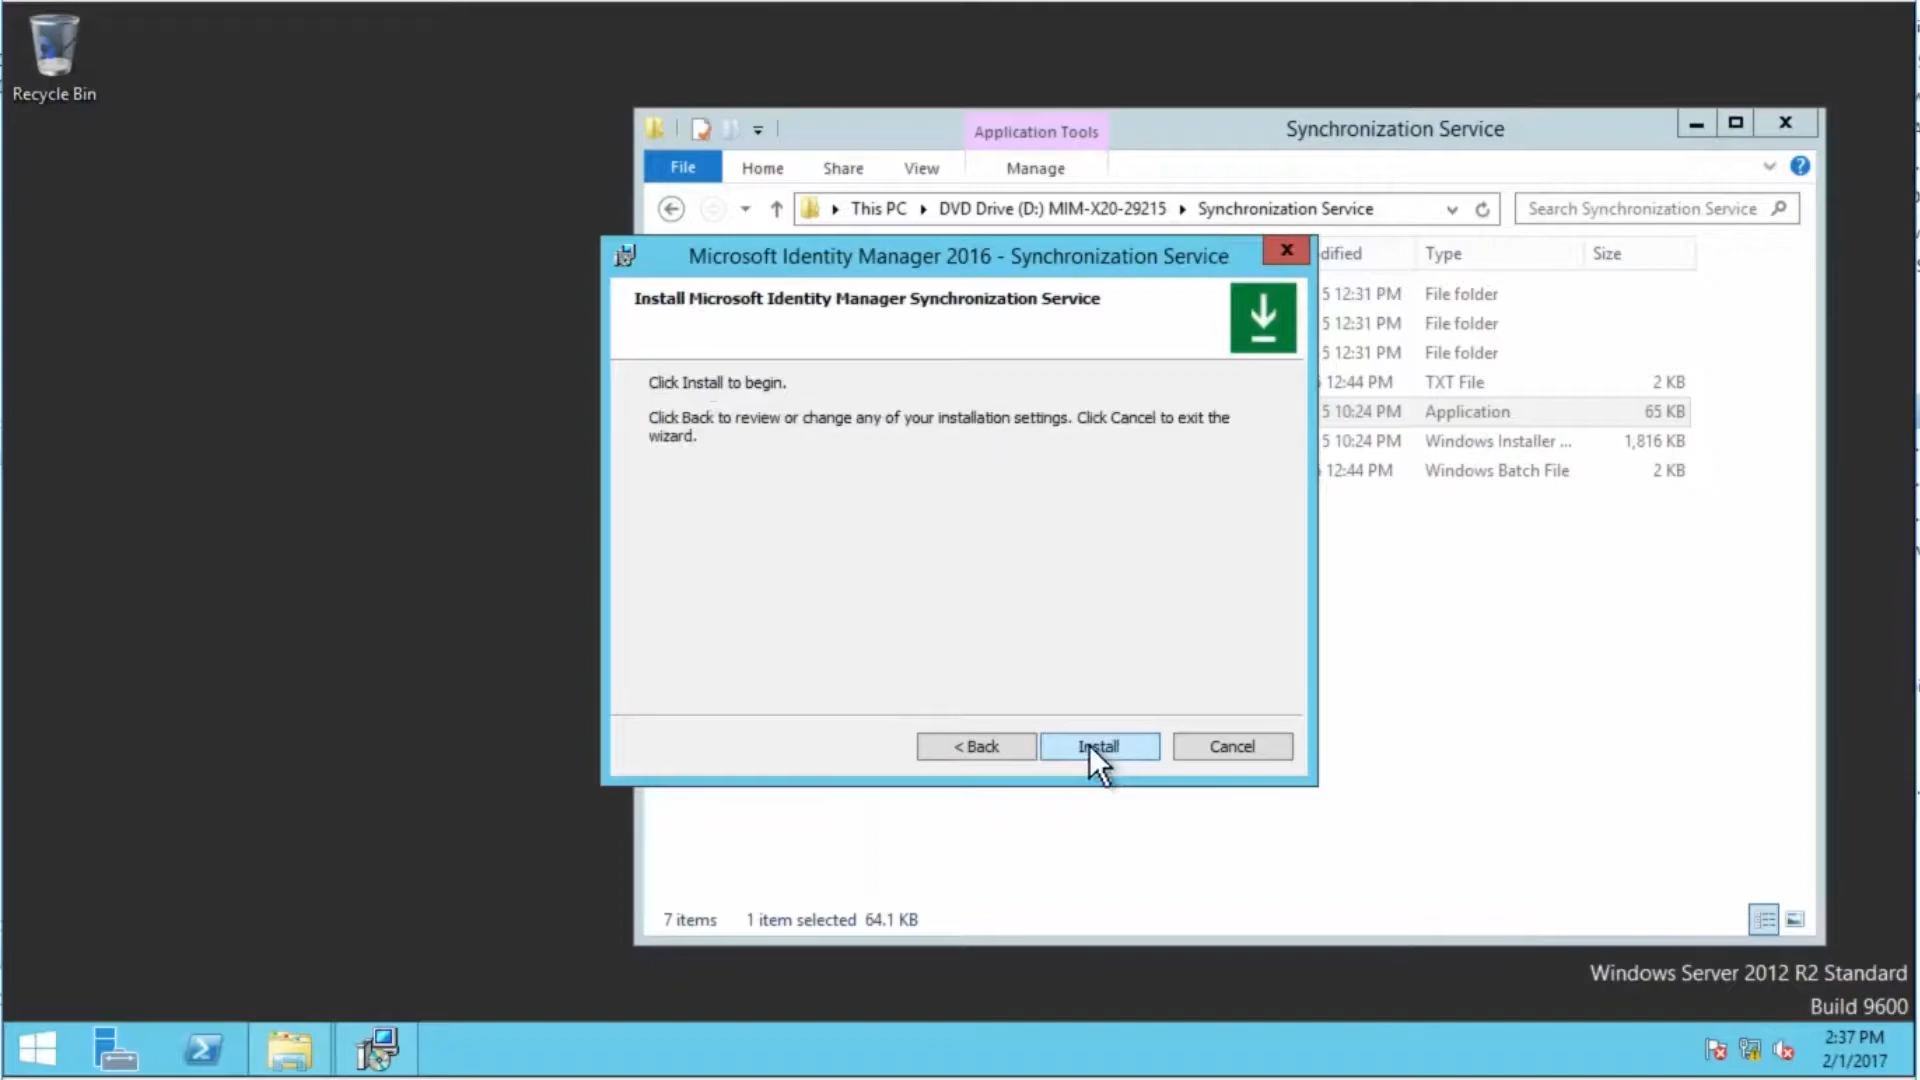 Recycle Bin
Application Tools
Synchronization Service
File
Home
Share
View
Manage
This PC
DVD Drive (D:) MIM-X20-29215
Synchronization Service
Search Synchronization Service
Microsoft Identity Manager 2016 - Synchronization Service
x
dified
Type
Size
Install Microsoft Identity Manager Synchronization Service
5 12:31 PM File folder
5 12:31 PM File folder
5 12:31 PM File folder
12:44 PM TXT File 2 KB
5 10:24 PM Application 65 KB
5 10:24 PM Windows Installer ... 1,816 KB
12:44 PM Windows Batch File 2 KB
Click Install to begin.
Click Back to review or change any of your installation settings. Click Cancel to exit the
wizard.
< Back
Install
Cancel
7 items
1 item selected 64.1 KB
Windows Server 2012 R2 Standard
Build 9600
2:37 PM
2/1/2017